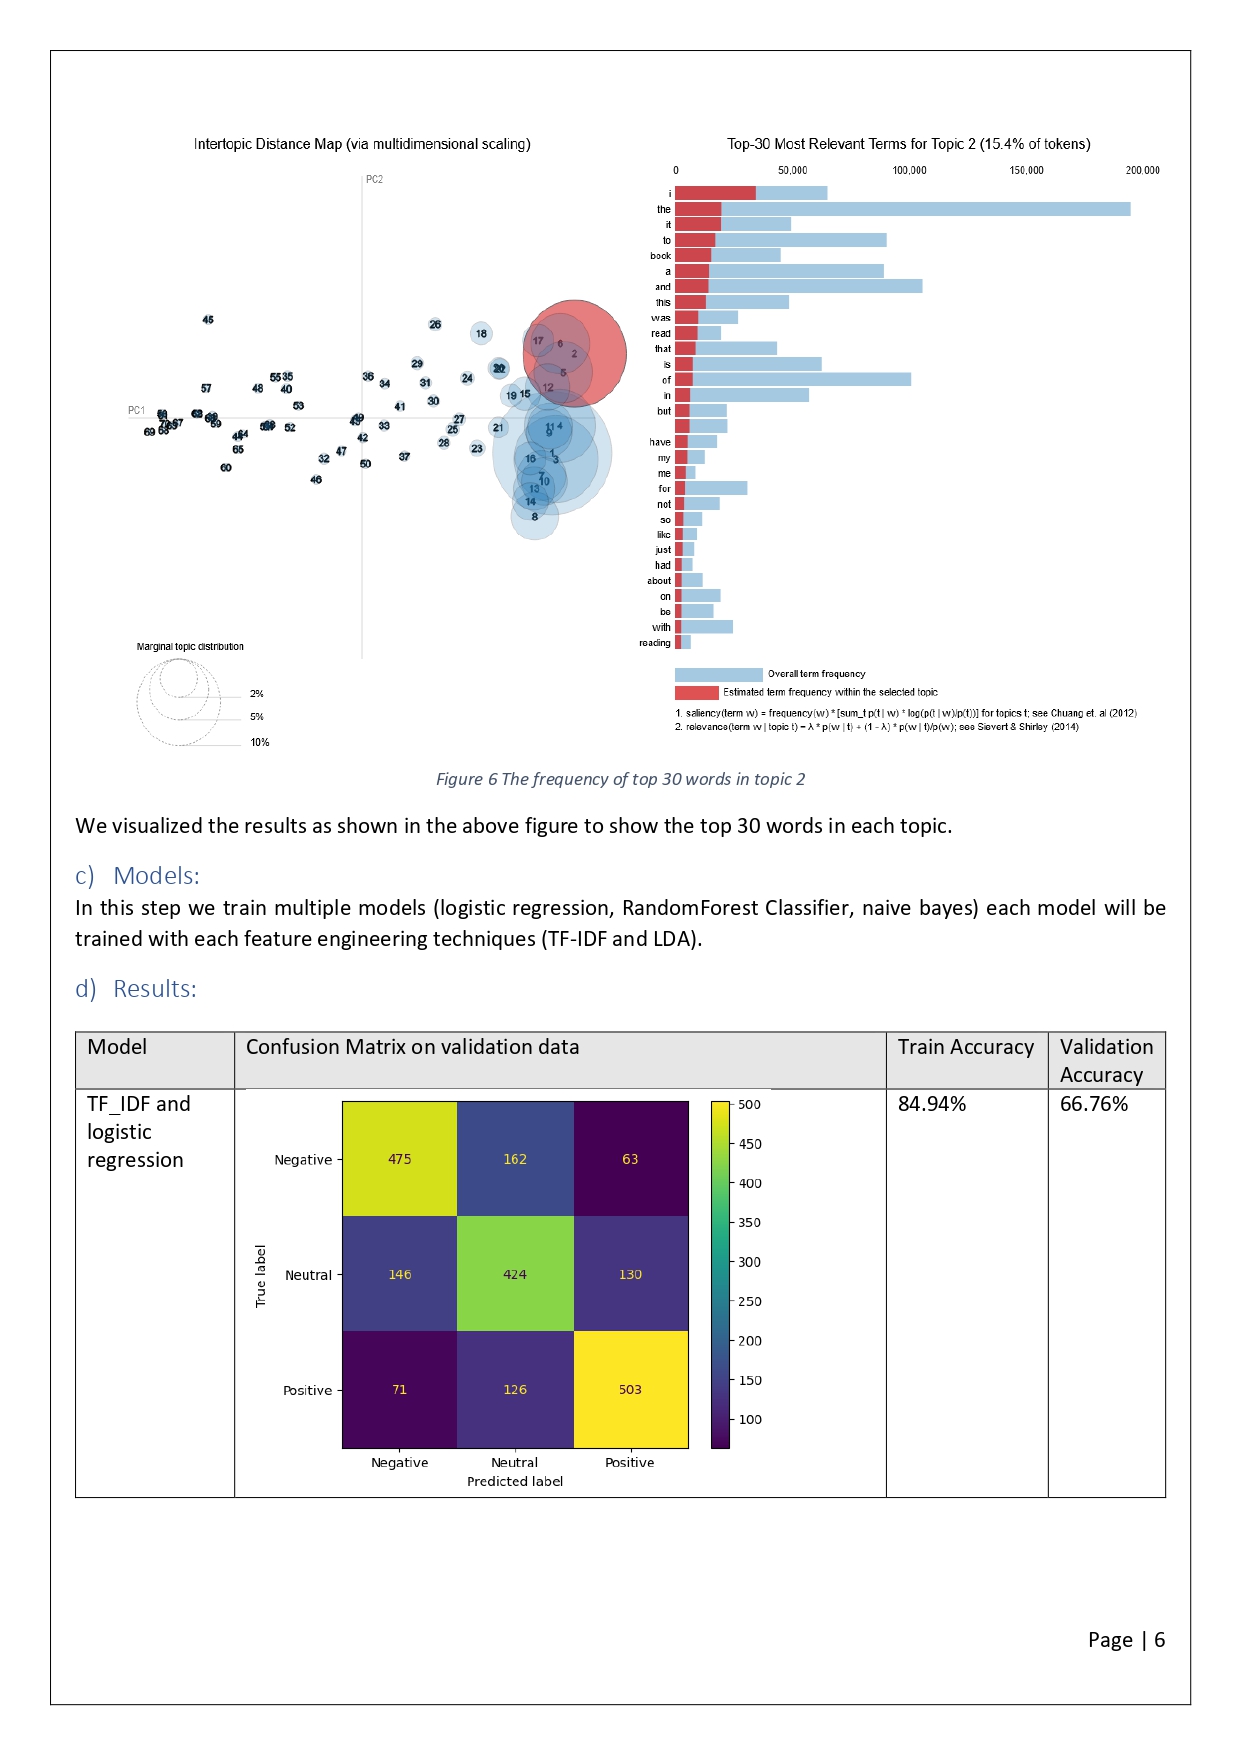 Intertopic Distance Map (via multidimensional scaling)
PC2
PC1
45
26
18
17
6
2
5
12
29
24
31
30
19
15
36
34
41
55
35
40
48
57
53
27
25
21
28
23
33
42
47
37
50
32
46
52
59
65
60
69
11
4
9
1
3
16
7
10
13
14
8
Marginal topic distribution
2%
5%
10%
Top-30 Most Relevant Terms for Topic 2 (15.4% of tokens)
0 50,000 100,000 150,000 200,000
i
the
it
to
book
a
and
this
was
read
that
is
of
in
but
have
my
me
for
not
so
like
just
had
about
on
be
with
reading
Overall term frequency
Estimated term frequency within the selected topic
1. saliency(term w) = frequency(w) * [sum_t p(t | w) * log(p(t | w)/p(t))] for topics t; see Chuang et. al (2012)
2. relevance(term w | topic t) = λ * p(w | t) + (1 - λ) * p(w | t)/p(w); see Sievert & Shirley (2014)
Figure 6 The frequency of top 30 words in topic 2
We visualized the results as shown in the above figure to show the top 30 words in each topic.
c) Models:
In this step we train multiple models (logistic regression, RandomForest Classifier, naive bayes) each model will be
trained with each feature engineering techniques (TF-IDF and LDA).
d) Results:
Model Confusion Matrix on validation data Train Accuracy Validation
Accuracy
TF_IDF and
logistic
regression
True label
Negative 475 162 63
Neutral 146 424 130
Positive 71 126 503
Negative Neutral Positive
Predicted label
500
450
400
350
300
250
200
150
100
84.94%
66.76%
Page | 6